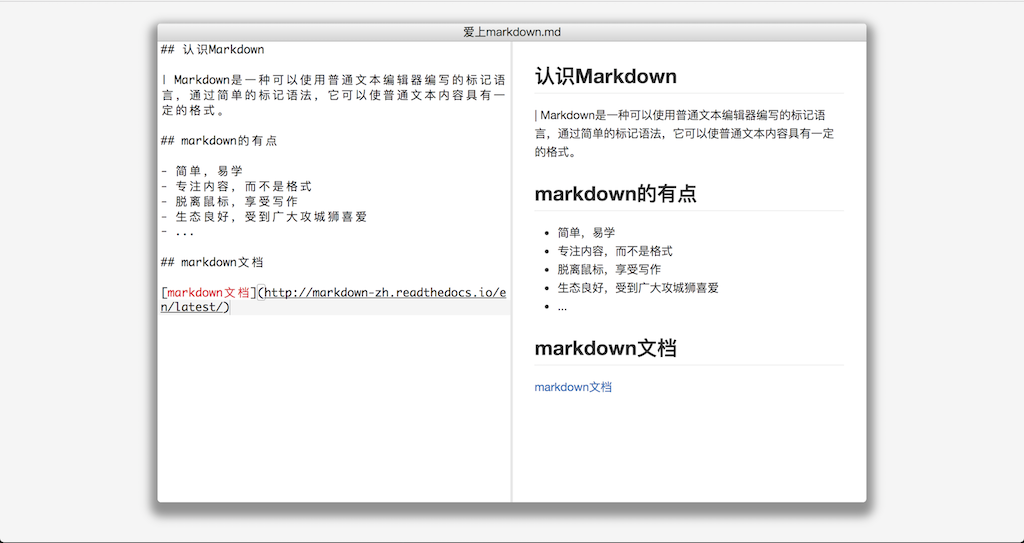 爱上markdown.md
## 认识Markdown
| Markdown是一种可以使用普通文本编辑器编写的标记语
言，通过简单的标记语法，它可以使普通文本内容具有一
定的格式。
## markdown的有点
- 简单，易学
- 专注内容，而不是格式
- 脱离鼠标，享受写作
- 生态良好，受到广大攻城狮喜爱
- ...
## markdown文档
[markdown文档](http://markdown-zh.readthedocs.io/e
n/latest/)
认识Markdown
| Markdown是一种可以使用普通文本编辑器编写的标记语
言，通过简单的标记语法，它可以使普通文本内容具有一定
的格式。
markdown的有点
• 简单，易学
• 专注内容，而不是格式
• 脱离鼠标，享受写作
• 生态良好，受到广大攻城狮喜爱
• ...
markdown文档
markdown文档